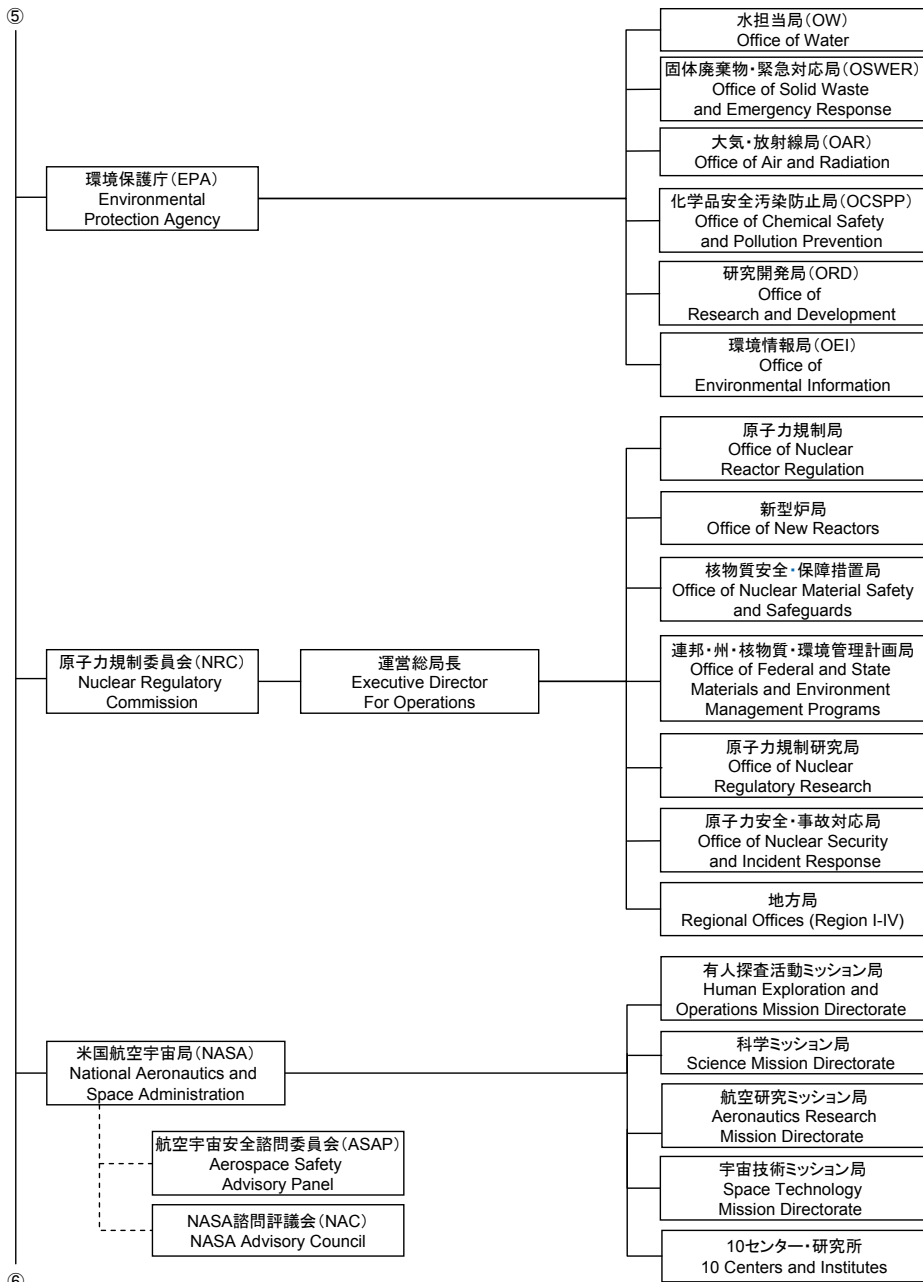 ⑤
水担当局(OW)
Office of Water
固体廃棄物・緊急対応局(OSWER)
Office of Solid Waste
and Emergency Response
大気・放射線局(OAR)
Office of Air and Radiation
環境保護庁(EPA)
Environmental
Protection Agency
化学品安全汚染防止局(OCSPP)
Office of Chemical Safety
and Pollution Prevention
研究開発局(ORD)
Office of
Research and Development
環境情報局(OEI)
Office of
Environmental Information
原子力規制局
Office of Nuclear
Reactor Regulation
新型炉局
Office of New Reactors
核物質安全・保障措置局
Office of Nuclear Material Safety
and Safeguards
原子力規制委員会(NRC)
Nuclear Regulatory
Commission
運営総局長
Executive Director
For Operations
連邦・州・核物質・環境管理計画局
Office of Federal and State
Materials and Environment
Management Programs
原子力規制研究局
Office of Nuclear
Regulatory Research
原子力安全・事故対応局
Office of Nuclear Security
and Incident Response
地方局
Regional Offices (Region I-IV)
有人探査活動ミッション局
Human Exploration and
Operations Mission Directorate
米国航空宇宙局(NASA)
National Aeronautics and
Space Administration
科学ミッション局
Science Mission Directorate
航空研究ミッション局
Aeronautics Research
Mission Directorate
航空宇宙安全諮問委員会(ASAP)
Aerospace Safety
Advisory Panel
宇宙技術ミッション局
Space Technology
Mission Directorate
NASA諮問評議会(NAC)
NASA Advisory Council
10センター・研究所
10 Centers and Institutes
⑥